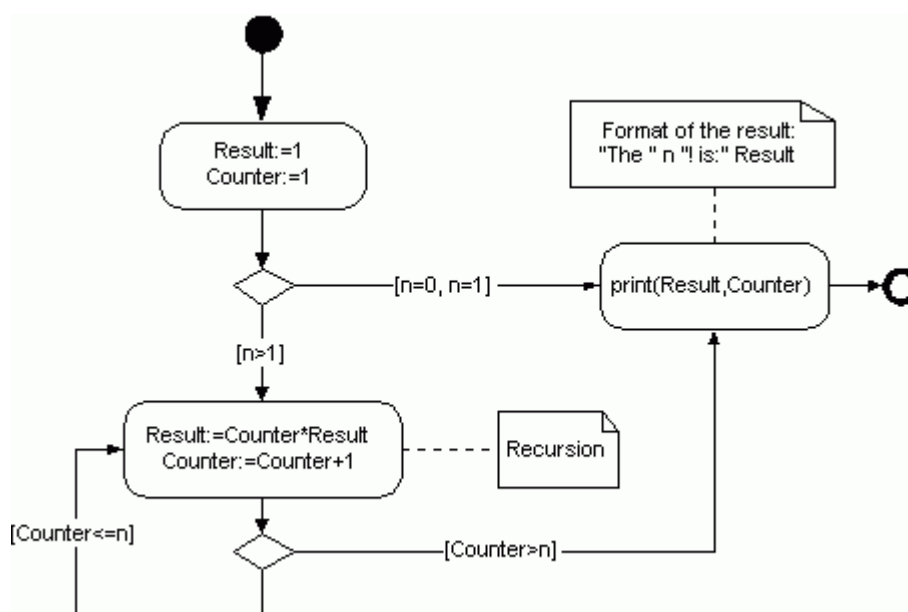 Result:=1
Counter:=1
Format of the result:
"The " n "! is:" Result
[n=0, n=1]
print(Result,Counter)
[n>1]
Result:=Counter*Result
Counter:=Counter+1
Recursion
[Counter<=n]
[Counter>n]